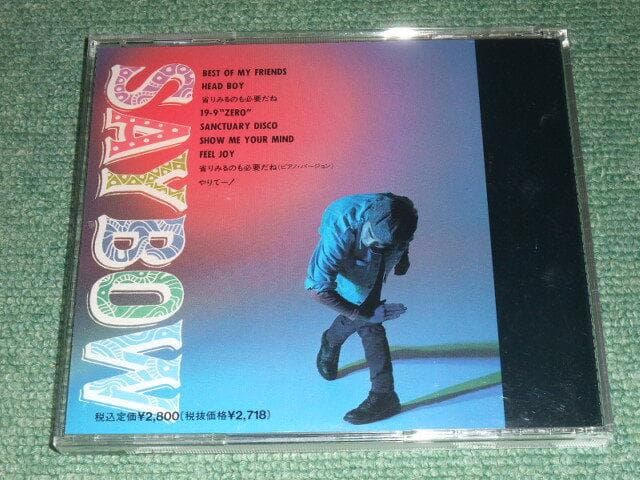 SAY BOW
BEST OF MY FRIENDS
HEAD BOY
省りみるのも必要だね
19-9"ZERO"
SANCTUARY DISCO
SHOW ME YOUR MIND
FEEL JOY
省りみるのも必要だね(ピアノ・バージョン)
やりてー!
税込定価¥2,800(税抜価格¥2,718)